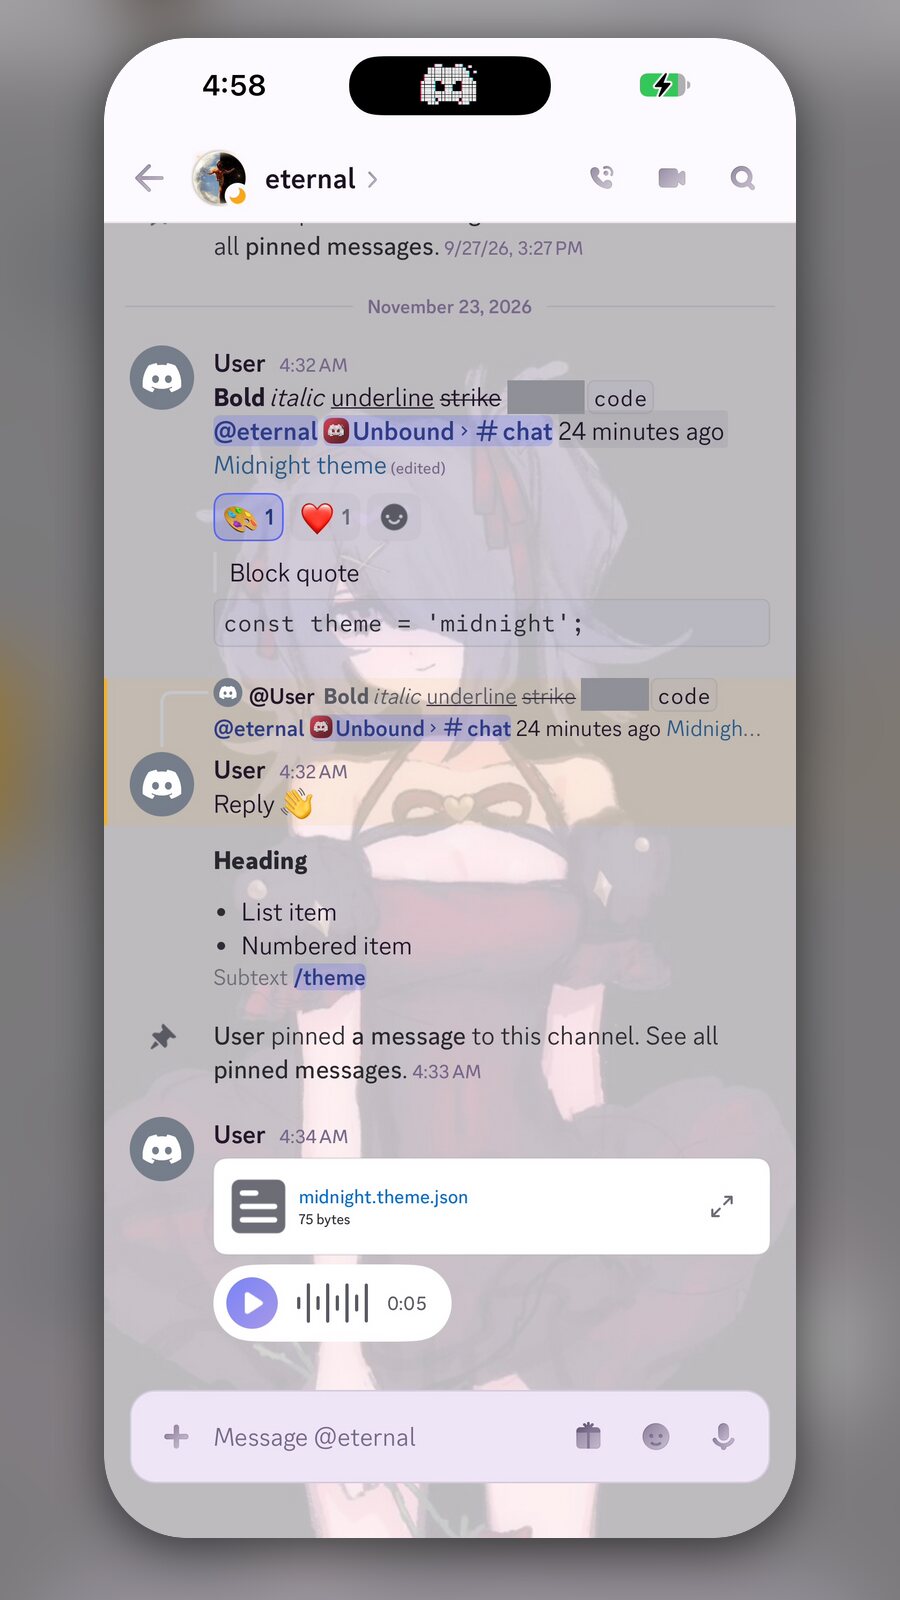 4:58
eternal
all pinned messages. 9/27/26, 3:27 PM
November 23, 2026
User 4:32 AM
Bold italic underline strike code
@eternal Unbound › # chat 24 minutes ago
Midnight theme (edited)
1 1
Block quote
const theme = 'midnight';
@User Bold italic underline strike code
@eternal Unbound › # chat 24 minutes ago Midnigh...
User 4:32 AM
Reply
Heading
• List item
• Numbered item
Subtext /theme
User pinned a message to this channel. See all
pinned messages. 4:33 AM
User 4:34 AM
midnight.theme.json
75 bytes
0:05
Message @eternal